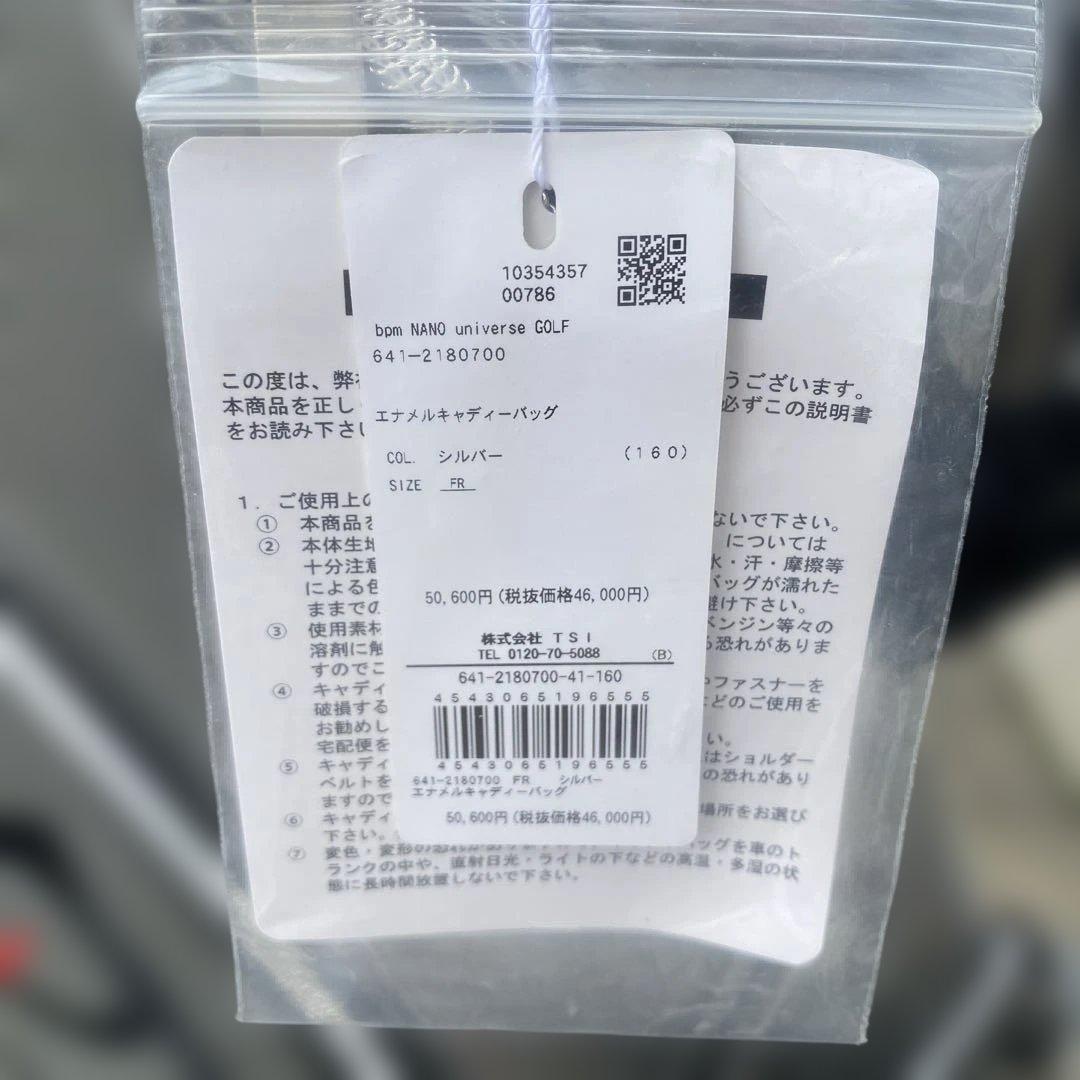 10354357
00786
bpm NANO universe GOLF
641-2180700
エナメルキャディーバッグ
COL. シルバー (160)
SIZE FR
50,600円(税抜価格46,000円)
株式会社 TSI
TEL 0120-70-5088 (B)
641-2180700-41-160
4543065196555
4543065196555
641-2180700 FR シルバー
エナメルキャディーバッグ
50,600円(税抜価格46,000円)
この度は、弊 うございます。
本商品を正し 必ずこの説明書
をお読み下さい
1. ご使用上の
① 本商品を ないで下さい。
② 本体生地 については
十分注意 水・汗・摩擦等
による色 バッグが濡れた
ままでの 避け下さい。
③ 使用素材 ベンジン等々の
溶剤に触 る恐れがありま
すのでこ
④ キャディ やファスナーを
破損する などのご使用を
お勧めし
宅配便を い。
⑤ キャディ はショルダー
ベルトを の恐れがあり
ますので
⑥ キャディ 場所をお選び
下さい。
⑦ 変色・変形の恐れがあります バッグを車のト
ランクの中や、直射日光・ライトの下などの高温・多湿の状
態に長時間放置しないで下さい。